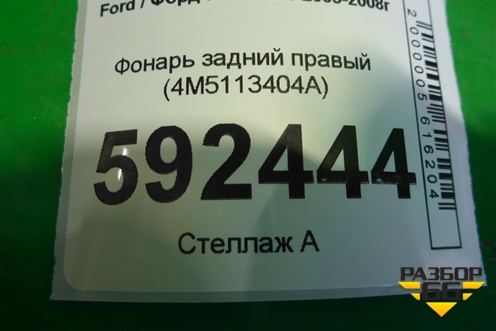 Ford / Форд 2008г
Фонарь задний правый
(4M5113404A)
592444
Стеллаж А
2000005616204
РАЗБОР
66